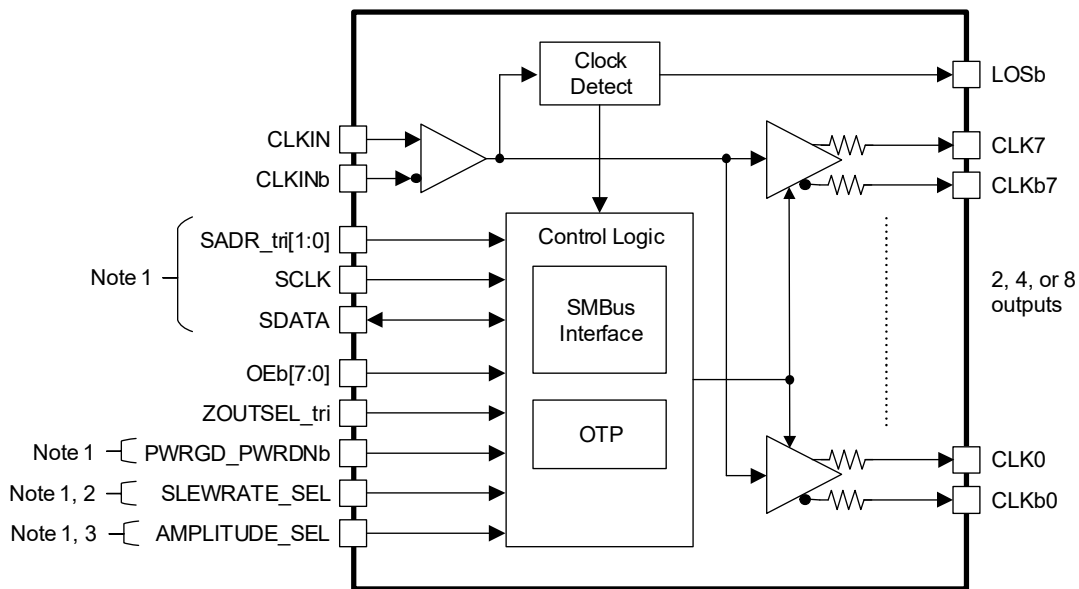 Clock
Detect
LOSb
CLKIN
CLKINb
CLK7
CLKb7
Note 1
SADR_tri[1:0]
SCLK
SDATA
Control Logic
SMBus
Interface
2, 4, or 8
outputs
OEb[7:0]
ZOUTSEL_tri
OTP
Note 1
PWRGD_PWRDNb
Note 1, 2
SLEWRATE_SEL
Note 1, 3
AMPLITUDE_SEL
CLK0
CLKb0